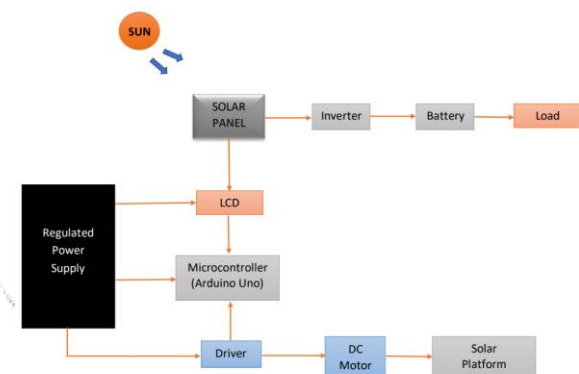 SUN
SOLAR
PANEL
Inverter
Battery
Load
LCD
Regulated
Power
Supply
Microcontroller
(Arduino Uno)
Driver
DC
Motor
Solar
Platform